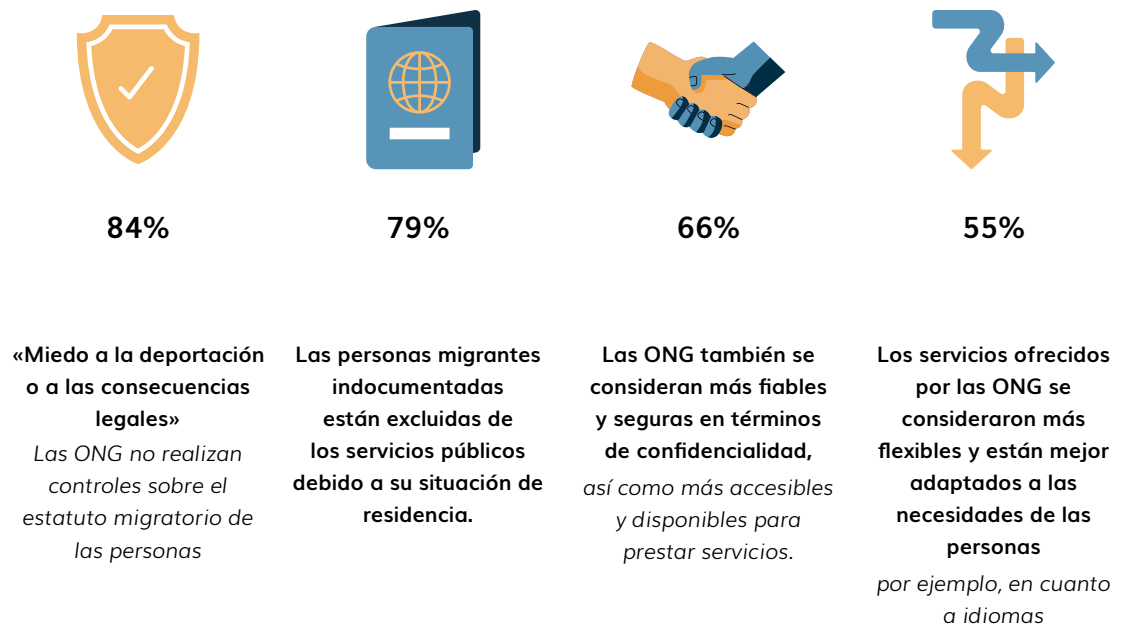 84%
«Miedo a la deportación
o a las consecuencias
legales»
Las ONG no realizan
controles sobre el
estatuto migratorio de
las personas
79%
Las personas migrantes
indocumentadas
están excluidas de
los servicios públicos
debido a su situación de
residencia.
66%
Las ONG también se
consideran más fiables
y seguras en términos
de confidencialidad,
así como más accesibles
y disponibles para
prestar servicios.
55%
Los servicios ofrecidos
por las ONG se
consideraron más
flexibles y están mejor
adaptados a las
necesidades de las
personas
por ejemplo, en cuanto
a idiomas